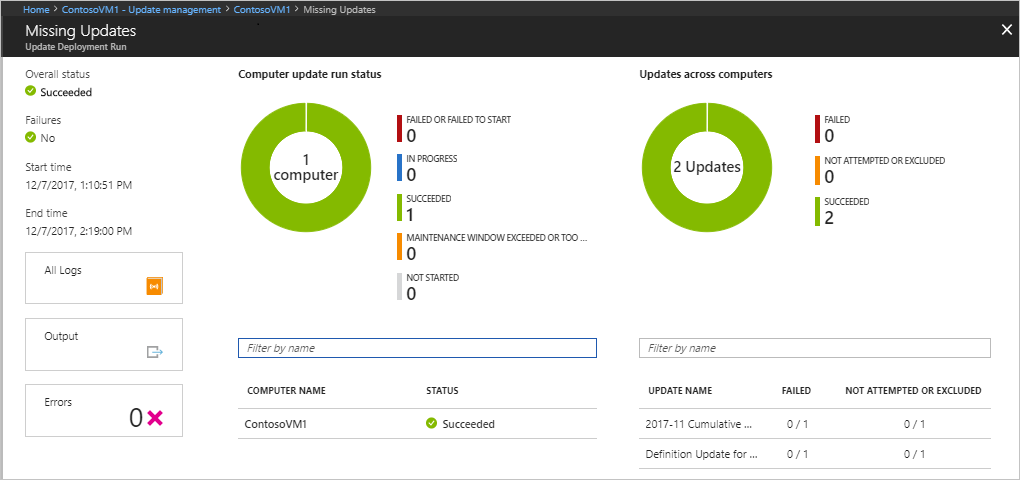 Home > ContosoVM1 - Update management > ContosoVM1 > Missing Updates
Missing Updates
Update Deployment Run
Overall status
Succeeded
Failures
No
Start time
12/7/2017, 1:10:51 PM
End time
12/7/2017, 2:19:00 PM
All Logs
Output
Errors
0
Computer update run status
1
computer
FAILED OR FAILED TO START
0
IN PROGRESS
0
SUCCEEDED
1
MAINTENANCE WINDOW EXCEEDED OR TOO ...
0
NOT STARTED
0
Filter by name
COMPUTER NAME STATUS
ContosoVM1 Succeeded
Updates across computers
2 Updates
FAILED
0
NOT ATTEMPTED OR EXCLUDED
0
SUCCEEDED
2
Filter by name
UPDATE NAME FAILED NOT ATTEMPTED OR EXCLUDED
2017-11 Cumulative ... 0 / 1 0 / 1
Definition Update for ... 0 / 1 0 / 1